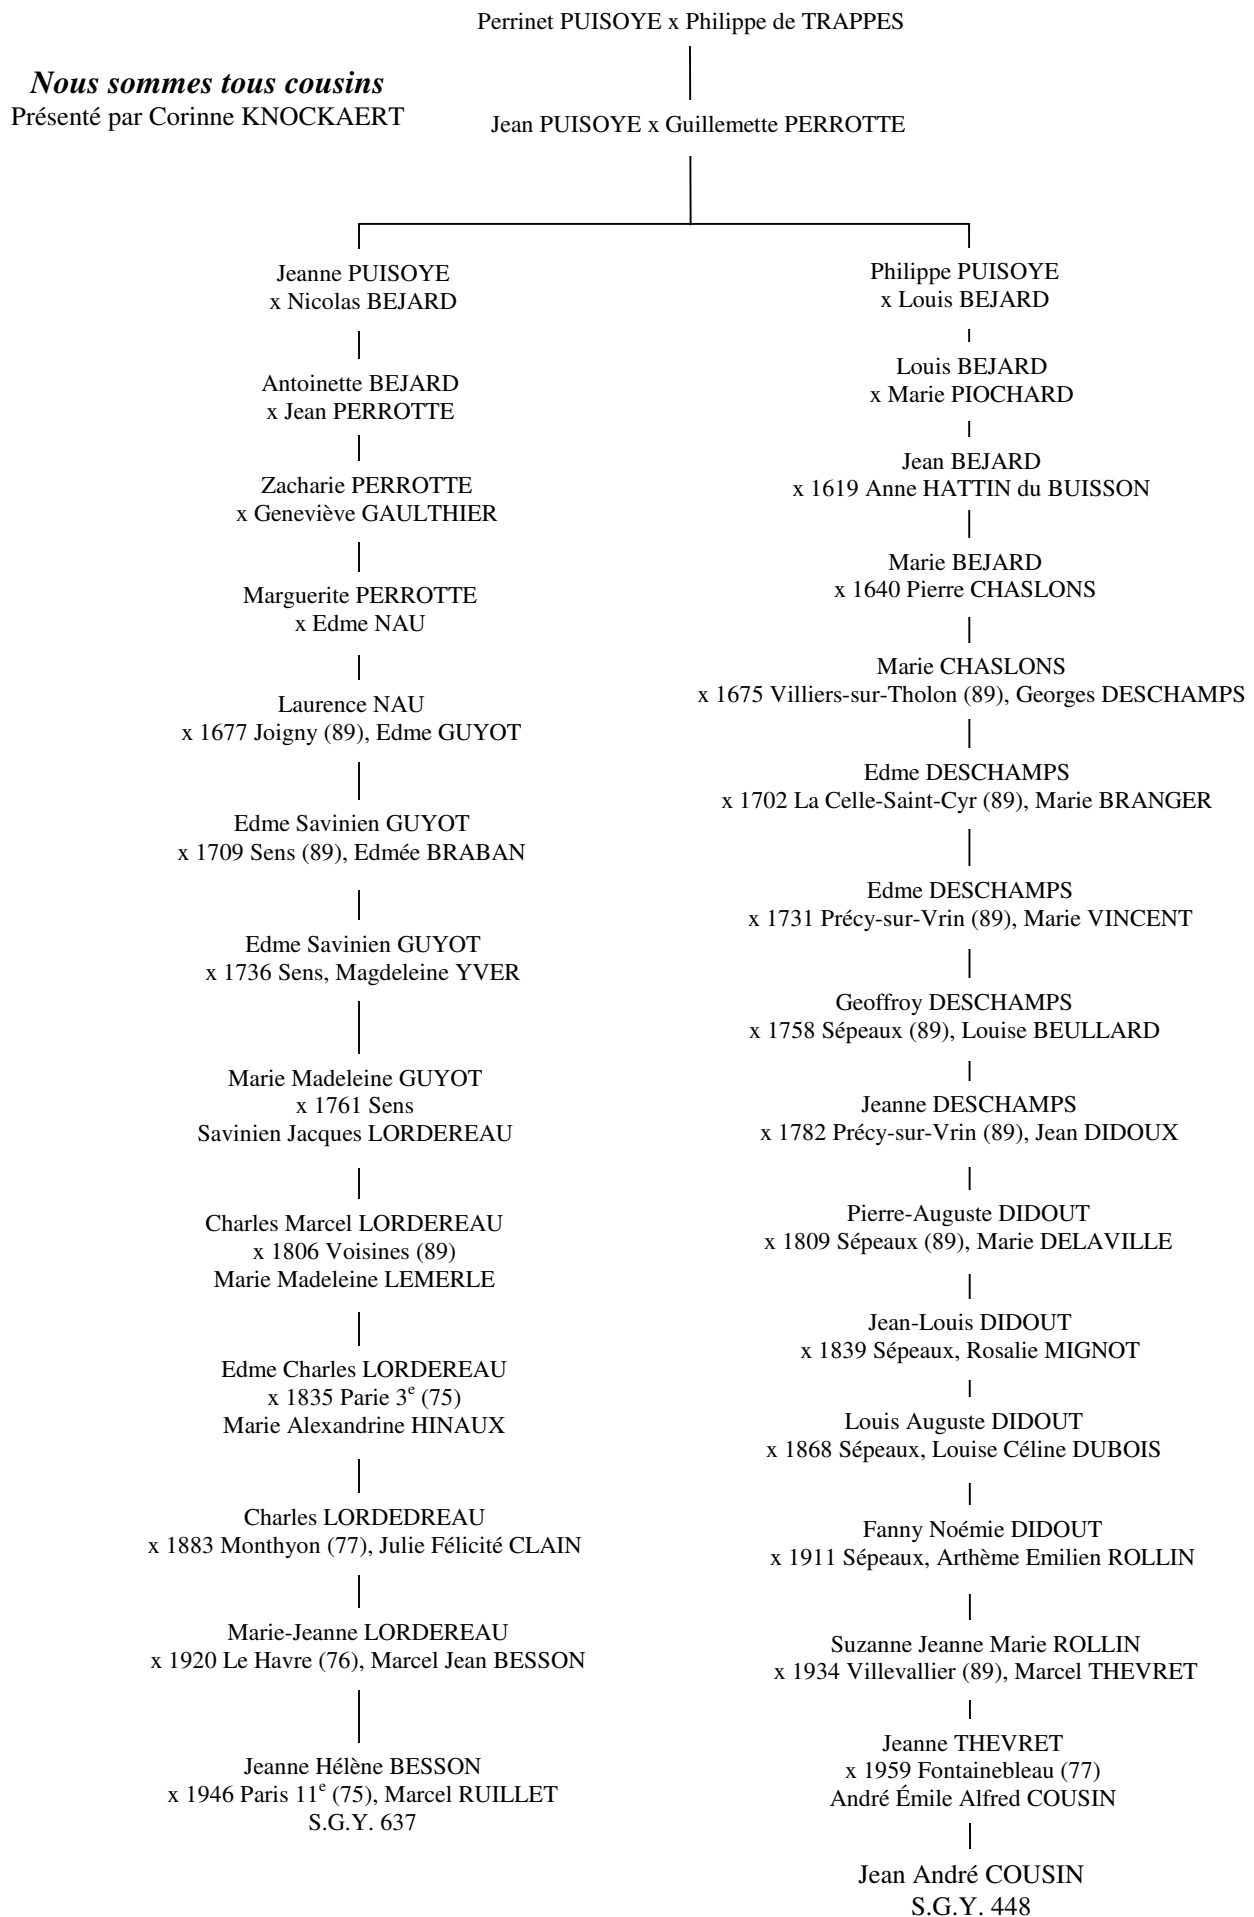 Perrinet PUISOYE x Philippe de TRAPPES
Nous sommes tous cousins
Présenté par Corinne KNOCKAERT
Jean PUISOYE x Guillemette PERROTTE
Jeanne PUISOYE
x Nicolas BEJARD
Antoinette BEJARD
x Jean PERROTTE
Zacharie PERROTTE
x Geneviève GAULTHIER
Marguerite PERROTTE
x Edme NAU
Laurence NAU
x 1677 Joigny (89), Edme GUYOT
Edme Savinien GUYOT
x 1709 Sens (89), Edmée BRABAN
Edme Savinien GUYOT
x 1736 Sens, Magdeleine YVER
Marie Madeleine GUYOT
x 1761 Sens
Savinien Jacques LORDEREAU
Charles Marcel LORDEREAU
x 1806 Voisines (89)
Marie Madeleine LEMERLE
Edme Charles LORDEREAU
x 1835 Parie 3e (75)
Marie Alexandrine HINAUX
Charles LORDEDREAU
x 1883 Monthyon (77), Julie Félicité CLAIN
Marie-Jeanne LORDEREAU
x 1920 Le Havre (76), Marcel Jean BESSON
Jeanne Hélène BESSON
x 1946 Paris 11e (75), Marcel RUILLET
S.G.Y. 637
Philippe PUISOYE
x Louis BEJARD
Louis BEJARD
x Marie PIOCHARD
Jean BEJARD
x 1619 Anne HATTIN du BUISSON
Marie BEJARD
x 1640 Pierre CHASLONS
Marie CHASLONS
x 1675 Villiers-sur-Tholon (89), Georges DESCHAMPS
Edme DESCHAMPS
x 1702 La Celle-Saint-Cyr (89), Marie BRANGER
Edme DESCHAMPS
x 1731 Précy-sur-Vrin (89), Marie VINCENT
Geoffroy DESCHAMPS
x 1758 Sépeaux (89), Louise BEULLARD
Jeanne DESCHAMPS
x 1782 Précy-sur-Vrin (89), Jean DIDOUX
Pierre-Auguste DIDOUT
x 1809 Sépeaux (89), Marie DELAVILLE
Jean-Louis DIDOUT
x 1839 Sépeaux, Rosalie MIGNOT
Louis Auguste DIDOUT
x 1868 Sépeaux, Louise Céline DUBOIS
Fanny Noémie DIDOUT
x 1911 Sépeaux, Arthème Emilien ROLLIN
Suzanne Jeanne Marie ROLLIN
x 1934 Villevallier (89), Marcel THEVRET
Jeanne THEVRET
x 1959 Fontainebleau (77)
André Émile Alfred COUSIN
Jean André COUSIN
S.G.Y. 448